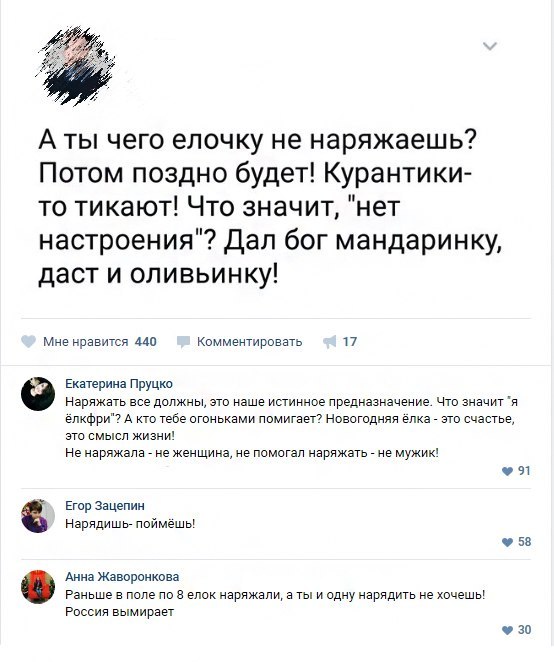 А ты чего елочку не наряжаешь?
Потом поздно будет! Курантики-
то тикают! Что значит, "нет
настроения"? Дал бог мандаринку,
даст и оливьинку!
Мне нравится 440 Комментировать 17
Екатерина Пруцко
Наряжать все должны, это наше истинное предназначение. Что значит "я
ёлкфри"? А кто тебе огоньками помигает? Новогодняя ёлка - это счастье,
это смысл жизни!
Не наряжала - не женщина, не помогал наряжать - не мужик!
91
Егор Зацепин
Нарядишь- поймёшь!
58
Анна Жаворонкова
Раньше в поле по 8 елок наряжали, а ты и одну нарядить не хочешь!
Россия вымирает
30